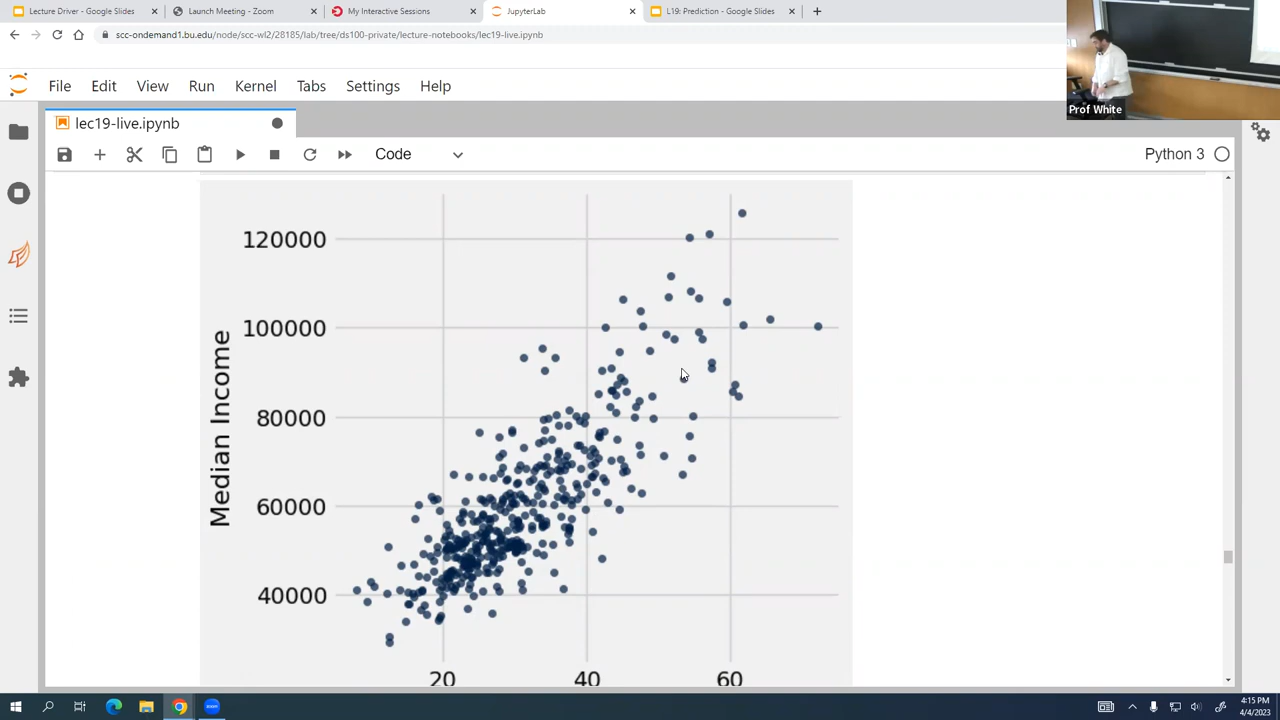 Lecture Driver - Google Slides
Launch Meeting - Zoom
My Interactive Sessions
JupyterLab
L19: Prediction - Google Slides
scc-ondemand1.bu.edu/node/scc-wl2/28185/lab/tree/ds100-private/lecture-notebooks/lec19-live.ipynb
Prof White
File Edit View Run Kernel Tabs Settings Help
lec19-live.ipynb
Code
Python 3
120000
100000
80000
60000
40000
Median Income
20 40 60
4:15 PM
4/4/2023